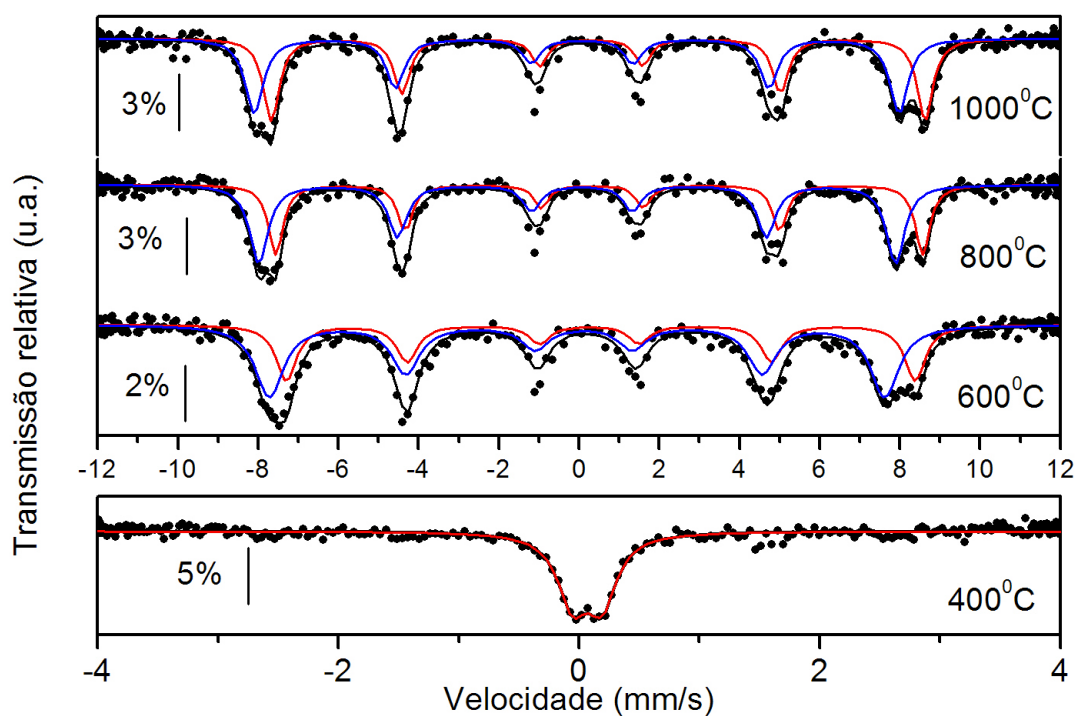 Transmissão relativa (u.a.)
3%
1000⁰C
3%
800⁰C
2%
600⁰C
-12 -10 -8 -6 -4 -2 0 2 4 6 8 10 12
5%
400⁰C
-4 -2 0 2 4
Velocidade (mm/s)